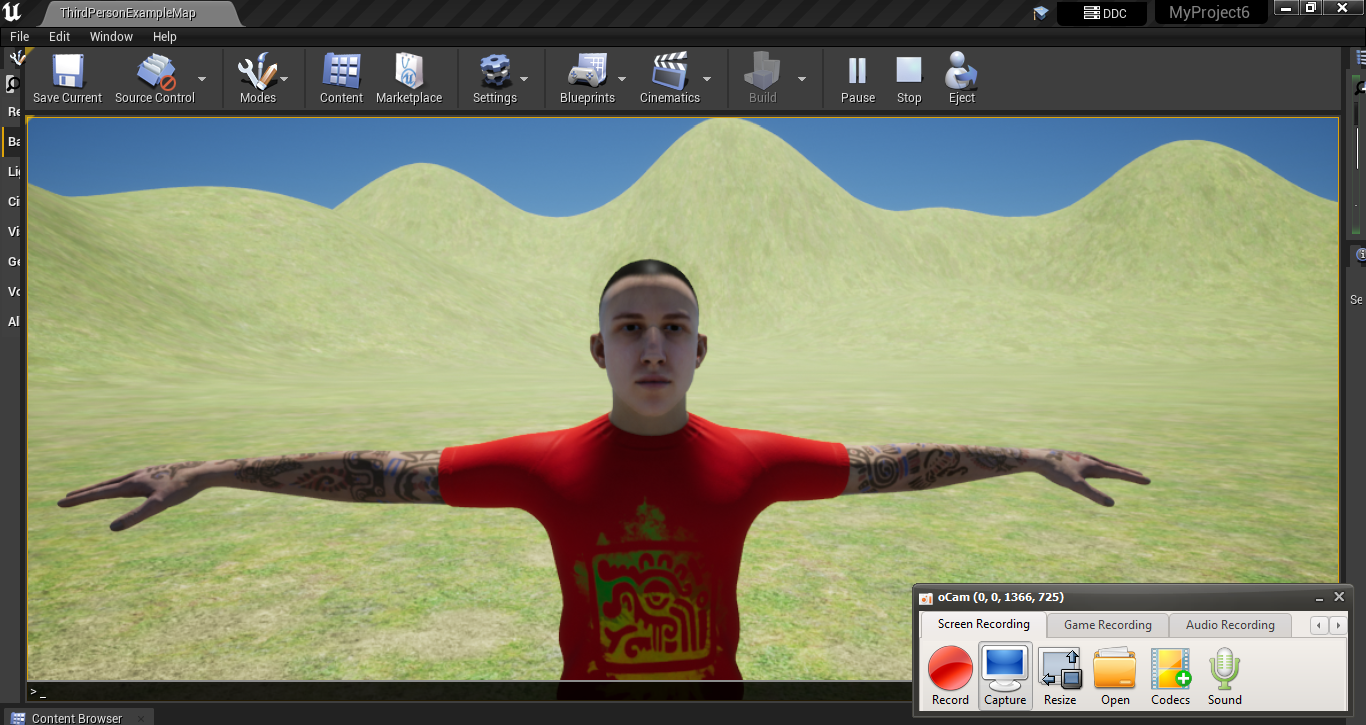 ThirdPersonExampleMap
DDC
MyProject6
File Edit Window Help
Save Current Source Control Modes Content Marketplace Settings Blueprints Cinematics Build Pause Stop Eject
Re
Ba
Li
Ci
Vi
Ge
Vo
Al
Se
oCam (0, 0, 1366, 725)
Screen Recording Game Recording Audio Recording
Record Capture Resize Open Codecs Sound
>_
Content Browser